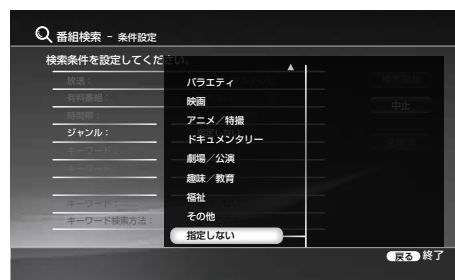 番組検索 - 条件設定
検索条件を設定してください。
放送：
有料番組：
時間帯：
ジャンル：
キーワード：
キーワード：
キーワード：
キーワード検索方法：
▲
バラエティ
映画
アニメ／特撮
ドキュメンタリー
劇場／公演
趣味／教育
福祉
その他
指定しない
中止
戻る 終了